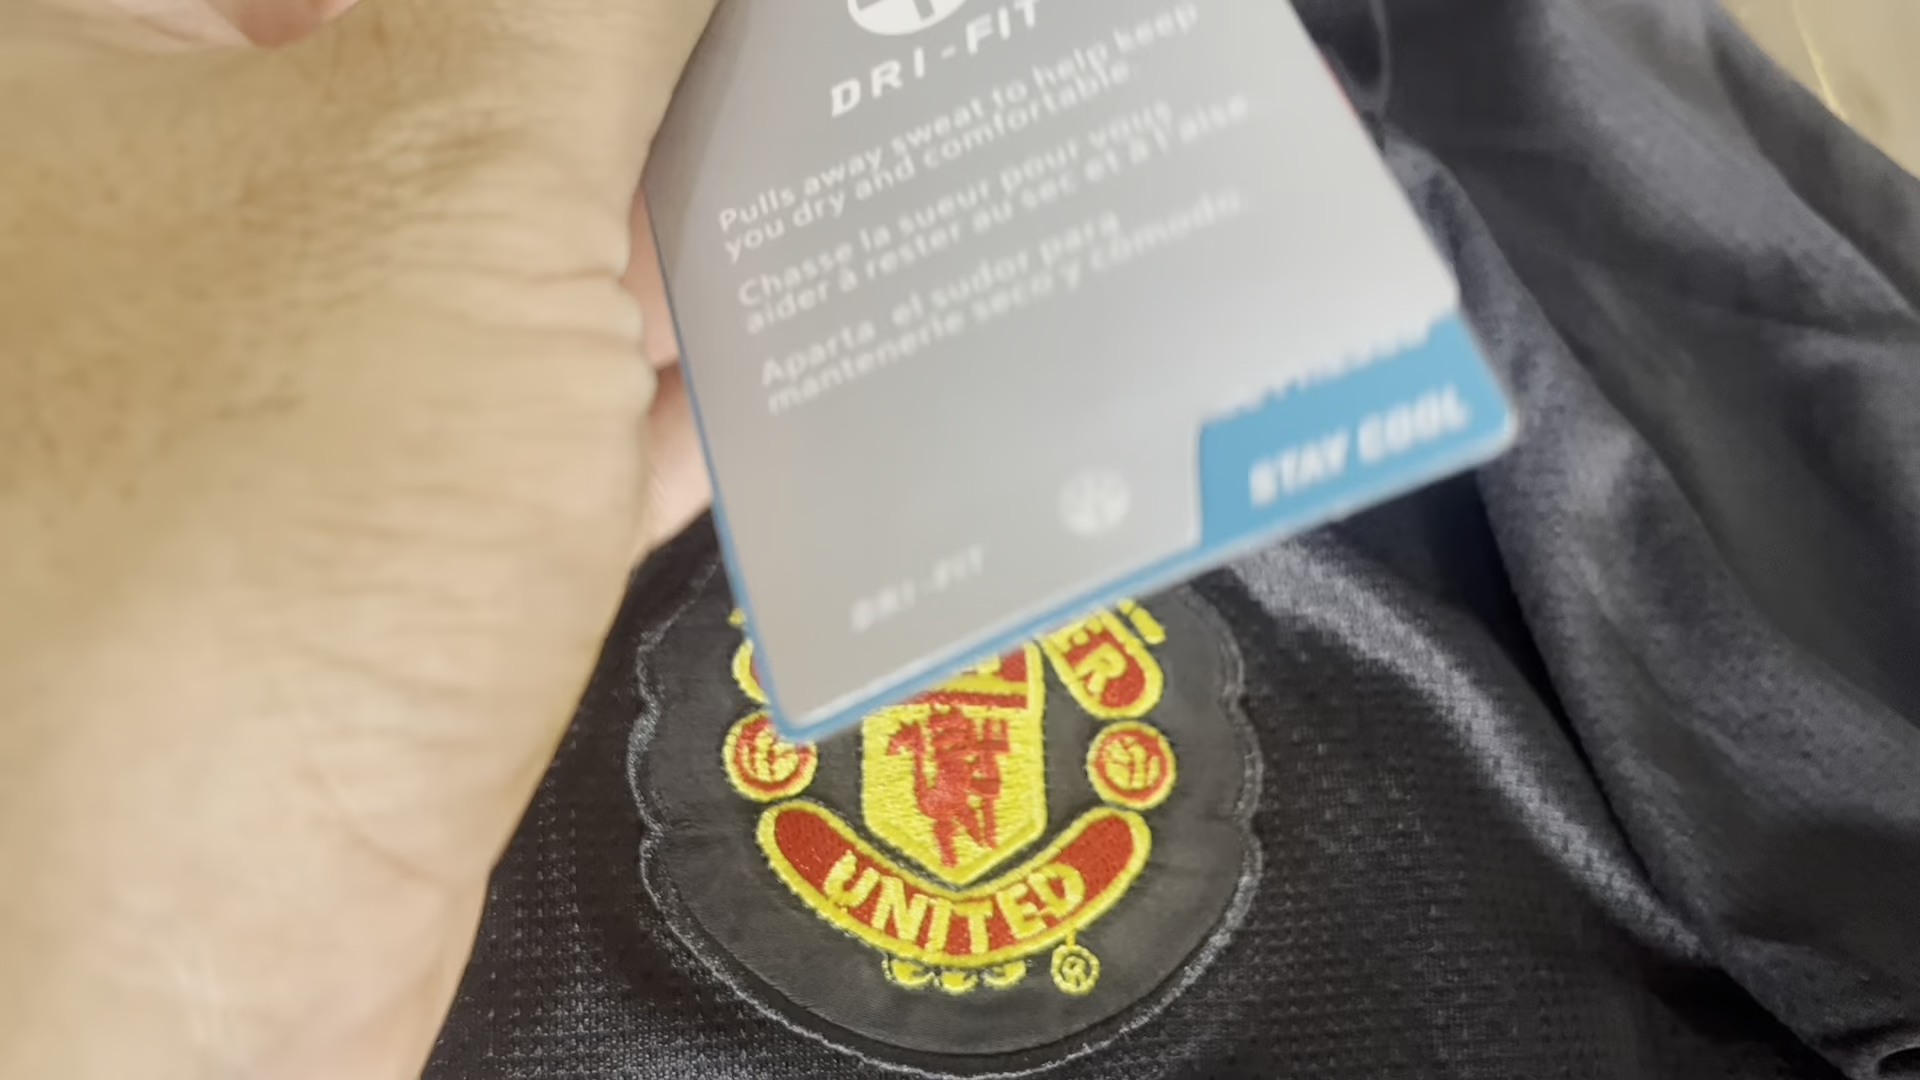 DRI-FIT
Pulls away sweat to help keep
you dry and comfortable.
Chasse la sueur pour vous
aider à rester au sec et à l'aise.
Aparta el sudor para
mantenerle seco y cómodo.
STAY COOL
DRI-FIT
ER
UNITED